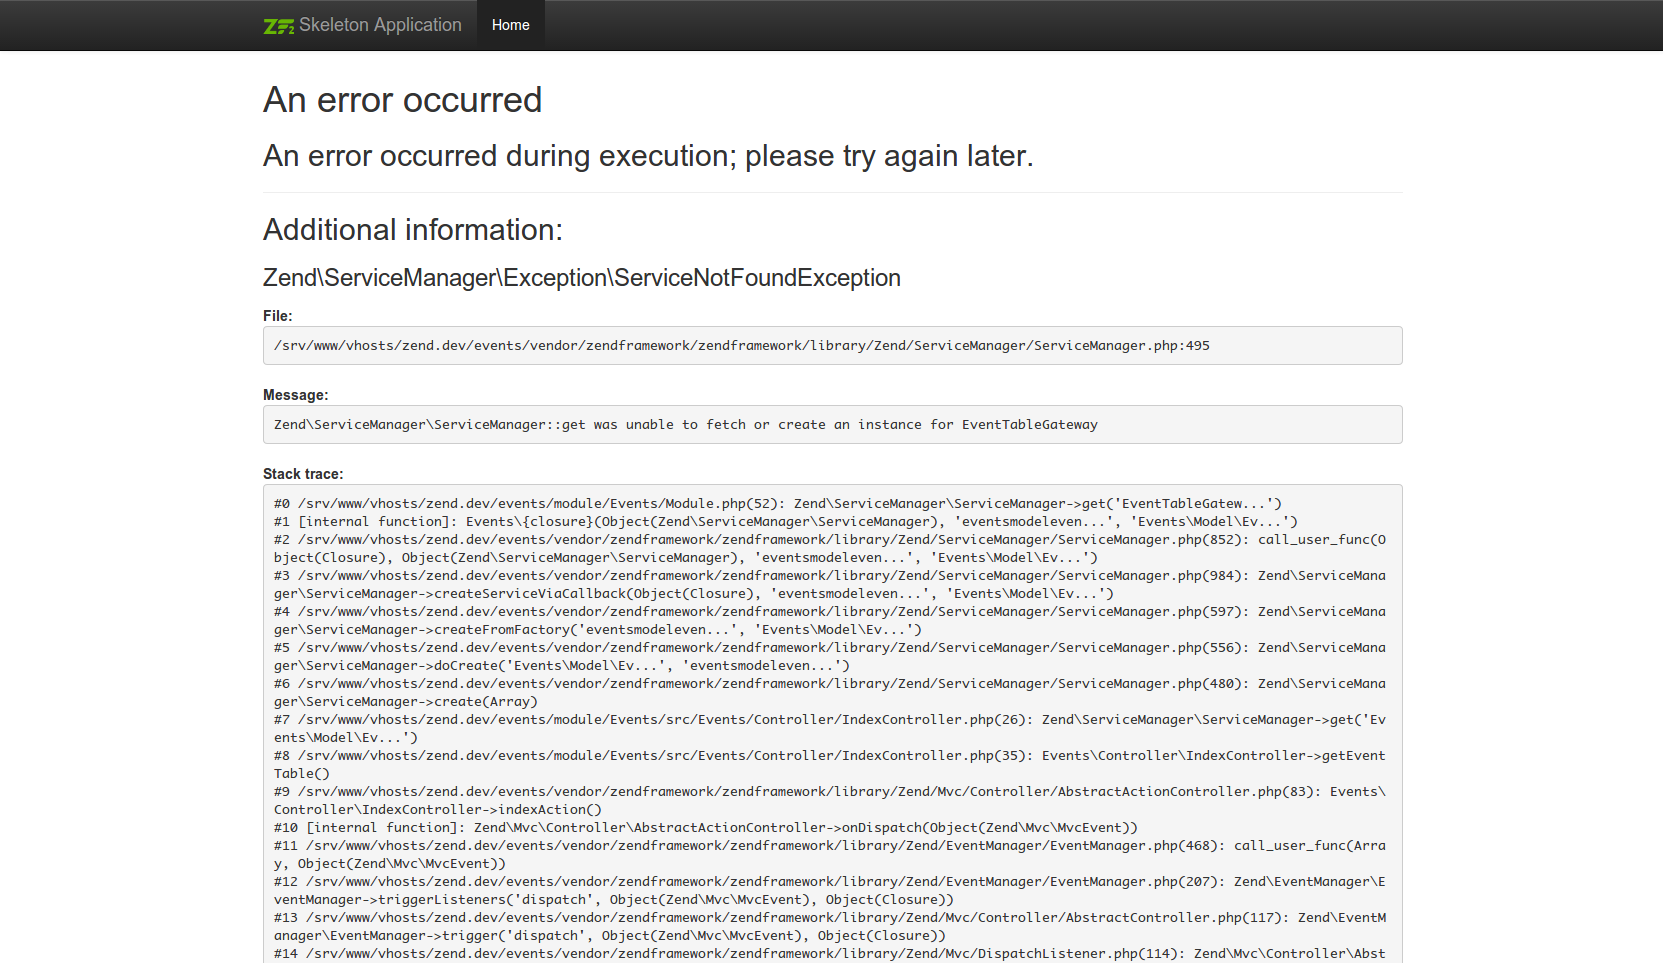 ZF2 Skeleton Application Home
An error occurred
An error occurred during execution; please try again later.
Additional information:
Zend\ServiceManager\Exception\ServiceNotFoundException
File:
/srv/www/vhosts/zend.dev/events/vendor/zendframework/zendframework/library/Zend/ServiceManager/ServiceManager.php:495
Message:
Zend\ServiceManager\ServiceManager::get was unable to fetch or create an instance for EventTableGateway
Stack trace:
#0 /srv/www/vhosts/zend.dev/events/module/Events/Module.php(52): Zend\ServiceManager\ServiceManager->get('EventTableGatew...')
#1 [internal function]: Events\{closure}(Object(Zend\ServiceManager\ServiceManager), 'eventsmodeleven...', 'Events\Model\Ev...')
#2 /srv/www/vhosts/zend.dev/events/vendor/zendframework/zendframework/library/Zend/ServiceManager/ServiceManager.php(852): call_user_func(O
bject(Closure), Object(Zend\ServiceManager\ServiceManager), 'eventsmodeleven...', 'Events\Model\Ev...')
#3 /srv/www/vhosts/zend.dev/events/vendor/zendframework/zendframework/library/Zend/ServiceManager/ServiceManager.php(984): Zend\ServiceMana
ger\ServiceManager->createServiceViaCallback(Object(Closure), 'eventsmodeleven...', 'Events\Model\Ev...')
#4 /srv/www/vhosts/zend.dev/events/vendor/zendframework/zendframework/library/Zend/ServiceManager/ServiceManager.php(597): Zend\ServiceMana
ger\ServiceManager->createFromFactory('eventsmodeleven...', 'Events\Model\Ev...')
#5 /srv/www/vhosts/zend.dev/events/vendor/zendframework/zendframework/library/Zend/ServiceManager/ServiceManager.php(556): Zend\ServiceMana
ger\ServiceManager->doCreate('Events\Model\Ev...', 'eventsmodeleven...')
#6 /srv/www/vhosts/zend.dev/events/vendor/zendframework/zendframework/library/Zend/ServiceManager/ServiceManager.php(480): Zend\ServiceMana
ger\ServiceManager->create(Array)
#7 /srv/www/vhosts/zend.dev/events/module/Events/src/Events/Controller/IndexController.php(26): Zend\ServiceManager\ServiceManager->get('Ev
ents\Model\Ev...')
#8 /srv/www/vhosts/zend.dev/events/module/Events/src/Events/Controller/IndexController.php(35): Events\Controller\IndexController->getEvent
Table()
#9 /srv/www/vhosts/zend.dev/events/vendor/zendframework/zendframework/library/Zend/Mvc/Controller/AbstractActionController.php(83): Events\
Controller\IndexController->indexAction()
#10 [internal function]: Zend\Mvc\Controller\AbstractActionController->onDispatch(Object(Zend\Mvc\MvcEvent))
#11 /srv/www/vhosts/zend.dev/events/vendor/zendframework/zendframework/library/Zend/EventManager/EventManager.php(468): call_user_func(Arra
y, Object(Zend\Mvc\MvcEvent))
#12 /srv/www/vhosts/zend.dev/events/vendor/zendframework/zendframework/library/Zend/EventManager/EventManager.php(207): Zend\EventManager\E
ventManager->triggerListeners('dispatch', Object(Zend\Mvc\MvcEvent), Object(Closure))
#13 /srv/www/vhosts/zend.dev/events/vendor/zendframework/zendframework/library/Zend/Mvc/Controller/AbstractController.php(117): Zend\EventM
anager\EventManager->trigger('dispatch', Object(Zend\Mvc\MvcEvent), Object(Closure))
#14 /srv/www/vhosts/zend.dev/events/vendor/zendframework/zendframework/library/Zend/Mvc/DispatchListener.php(114): Zend\Mvc\Controller\Abst